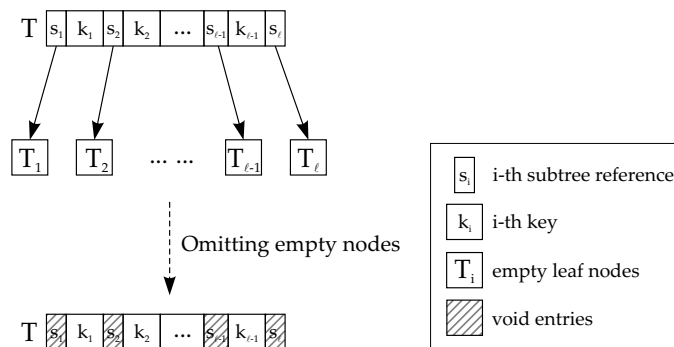 T s₁ k₁ s₂ k₂ ... sℓ₋₁ kℓ₋₁ sℓ
T₁ T₂ ... ... Tℓ₋₁ Tℓ
sᵢ i-th subtree reference
kᵢ i-th key
Omitting empty nodes
Tᵢ empty leaf nodes
void entries
T s₁ k₁ s₂ k₂ ... sℓ₋₁ kℓ₋₁ sℓ